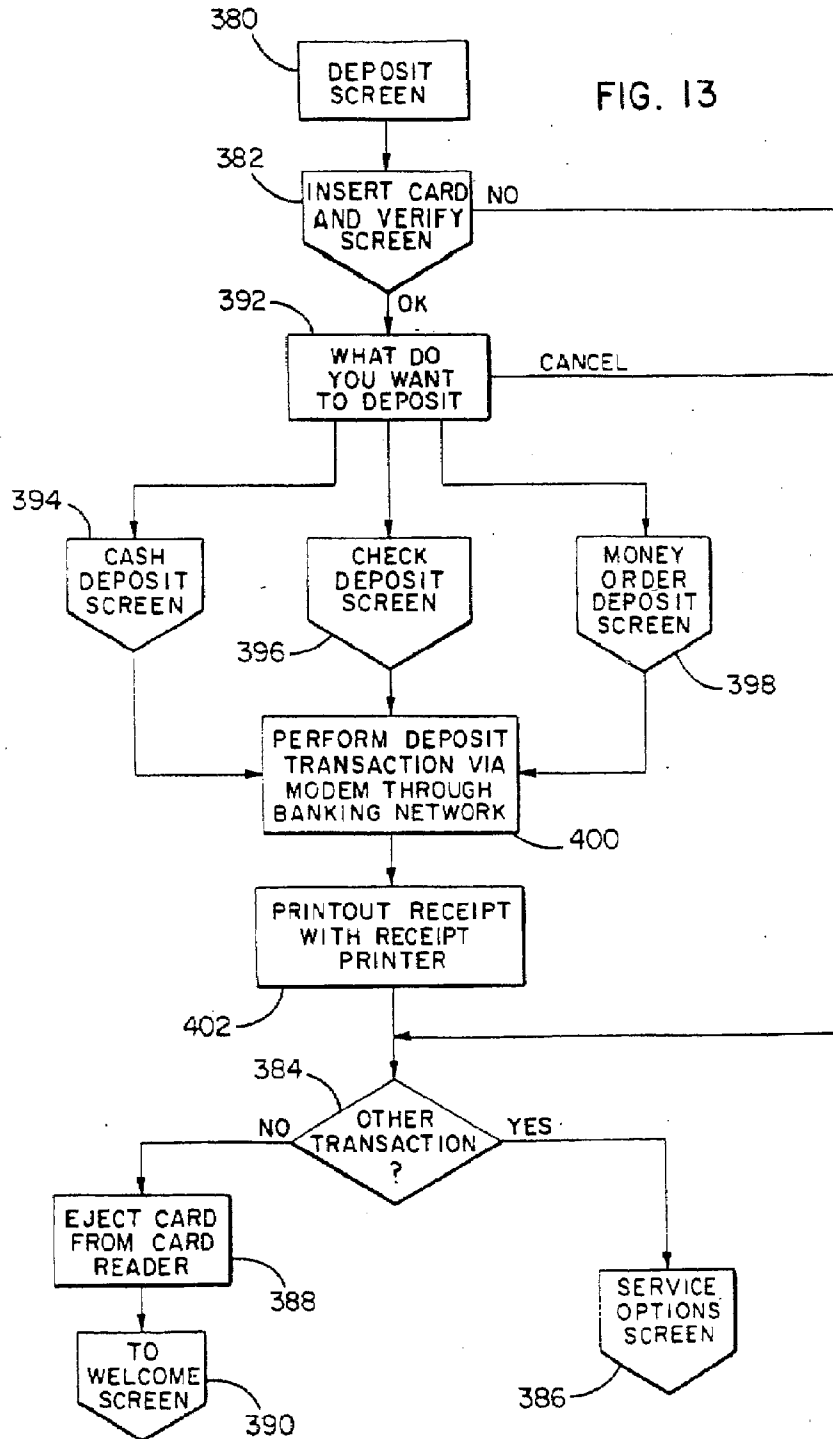 380
DEPOSIT
SCREEN
FIG. 13
382
INSERT CARD
AND VERIFY
SCREEN
NO
OK
392
WHAT DO
YOU WANT
TO DEPOSIT
CANCEL
394
CASH
DEPOSIT
SCREEN
CHECK
DEPOSIT
SCREEN
396
MONEY
ORDER
DEPOSIT
SCREEN
398
PERFORM DEPOSIT
TRANSACTION VIA
MODEM THROUGH
BANKING NETWORK
400
PRINTOUT RECEIPT
WITH RECEIPT
PRINTER
402
384
OTHER
TRANSACTION
?
NO
YES
EJECT CARD
FROM CARD
READER
388
TO
WELCOME
SCREEN
390
SERVICE
OPTIONS
SCREEN
386